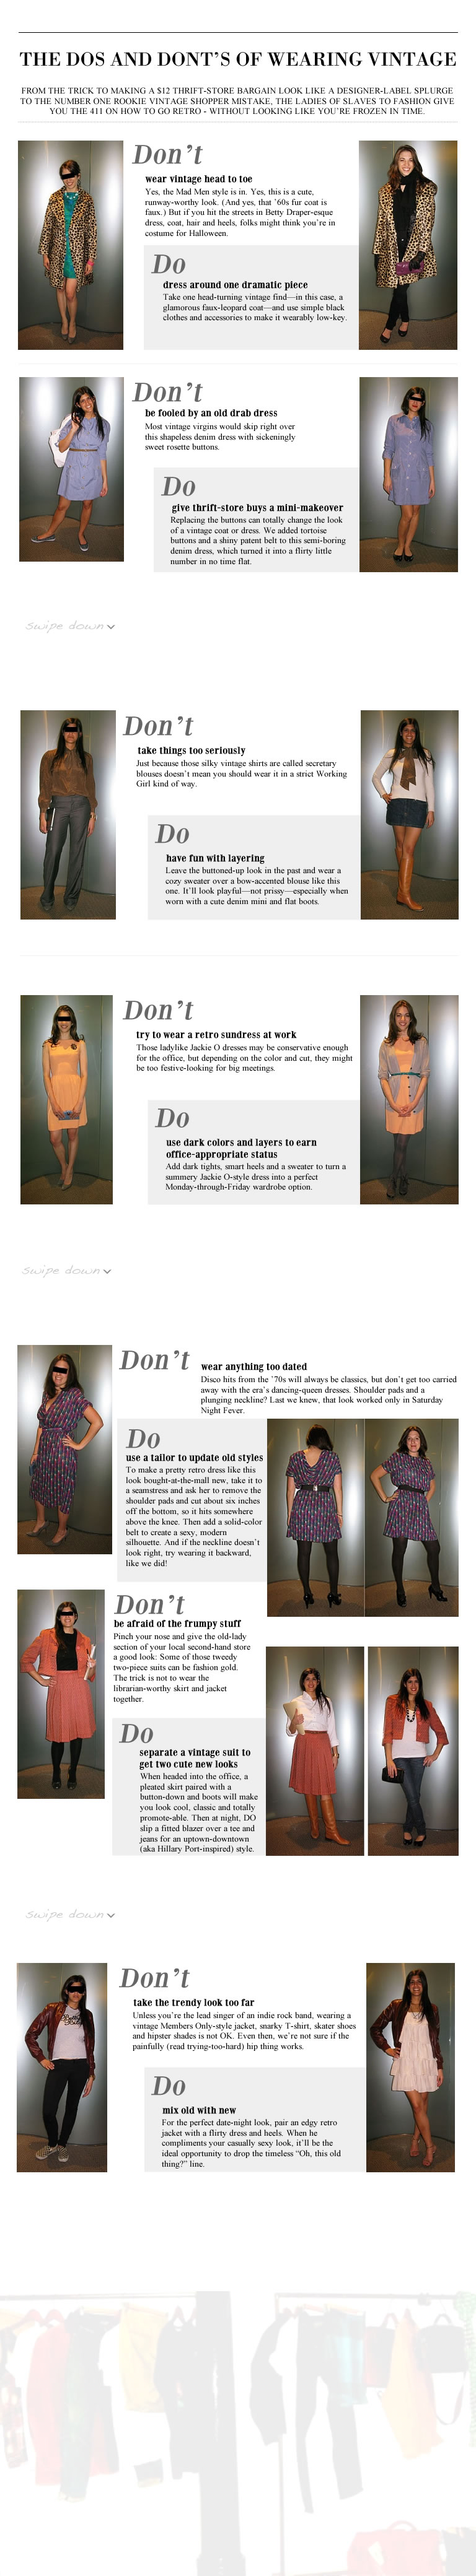 THE DOS AND DONT'S OF WEARING VINTAGE
FROM THE TRICK TO MAKING A $12 THRIFT-STORE BARGAIN LOOK LIKE A DESIGNER-LABEL SPLURGE
TO THE NUMBER ONE ROOKIE VINTAGE SHOPPER MISTAKE, THE LADIES OF SLAVES TO FASHION GIVE
YOU THE 411 ON HOW TO GO RETRO - WITHOUT LOOKING LIKE YOU'RE FROZEN IN TIME.
Don't
wear vintage head to toe
Yes, the Mad Men style is in. Yes, this is a cute,
runway-worthy look. (And yes, that '60s fur coat is
faux.) But if you hit the streets in Betty Draper-esque
dress, coat, hair and heels, folks might think you're in
costume for Halloween.
Do
dress around one dramatic piece
Take one head-turning vintage find—in this case, a
glamorous faux-leopard coat—and use simple black
clothes and accessories to make it wearably low-key.
Don't
be fooled by an old drab dress
Most vintage virgins would skip right over
this shapeless denim dress with sickeningly
sweet rosette buttons.
Do
give thrift-store buys a mini-makeover
Replacing the buttons can totally change the look
of a vintage coat or dress. We added tortoise
buttons and a shiny patent belt to this semi-boring
denim dress, which turned it into a flirty little
number in no time flat.
swipe down
Don't
take things too seriously
Just because those silky vintage shirts are called secretary
blouses doesn't mean you should wear it in a strict Working
Girl kind of way.
Do
have fun with layering
Leave the buttoned-up look in the past and wear a
cozy sweater over a bow-accented blouse like this
one. It'll look playful—not prissy—especially when
worn with a cute denim mini and flat boots.
Don't
try to wear a retro sundress at work
Those ladylike Jackie O dresses may be conservative enough
for the office, but depending on the color and cut, they might
be too festive-looking for big meetings.
Do
use dark colors and layers to earn
office-appropriate status
Add dark tights, smart heels and a sweater to turn a
summery Jackie O-style dress into a perfect
Monday-through-Friday wardrobe option.
swipe down
Don't
wear anything too dated
Disco hits from the '70s will always be classics, but don't get too carried
away with the era's dancing-queen dresses. Shoulder pads and a
plunging neckline? Last we knew, that look worked only in Saturday
Night Fever.
Do
use a tailor to update old styles
To make a pretty retro dress like this
look bought-at-the-mall new, take it to
a seamstress and ask her to remove the
shoulder pads and cut about six inches
off the bottom, so it hits somewhere
above the knee. Then add a solid-color
belt to create a sexy, modern
silhouette. And if the neckline doesn't
look right, try wearing it backward,
like we did!
Don't
be afraid of the frumpy stuff
Pinch your nose and give the old-lady
section of your local second-hand store
a good look: Some of those tweedy
two-piece suits can be fashion gold.
The trick is not to wear the
librarian-worthy skirt and jacket
together.
Do
separate a vintage suit to
get two cute new looks
When headed into the office, a
pleated skirt paired with a
button-down and boots will make
you look cool, classic and totally
promote-able. Then at night, DO
slip a fitted blazer over a tee and
jeans for an uptown-downtown
(aka Hillary Port-inspired) style.
swipe down
Don't
take the trendy look too far
Unless you're the lead singer of an indie rock band, wearing a
vintage Members Only-style jacket, snarky T-shirt, skater shoes
and hipster shades is not OK. Even then, we're not sure if the
painfully (read trying-too-hard) hip thing works.
Do
mix old with new
For the perfect date-night look, pair an edgy retro
jacket with a flirty dress and heels. When he
compliments your casually sexy look, it'll be the
ideal opportunity to drop the timeless "Oh, this old
thing?" line.